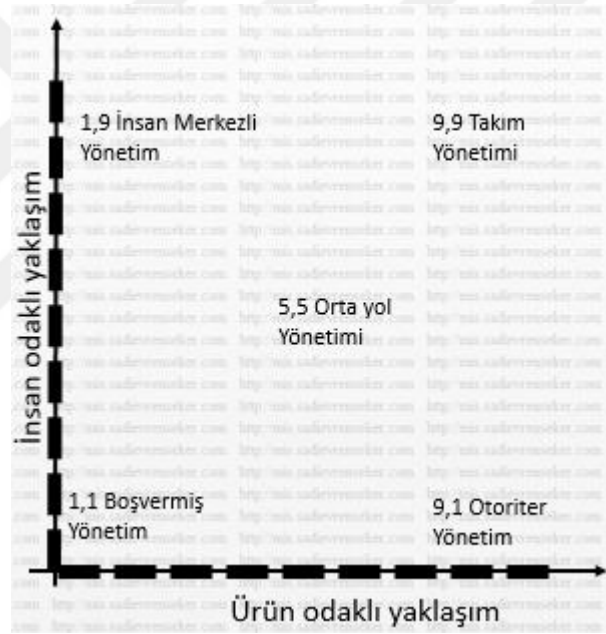 1,9 İnsan Merkezli
Yönetim
9,9 Takım
Yönetimi
İnsan odaklı yaklaşım
5,5 Orta yol
Yönetimi
1,1 Boşvermiş
Yönetim
9,1 Otoriter
Yönetim
Ürün odaklı yaklaşım